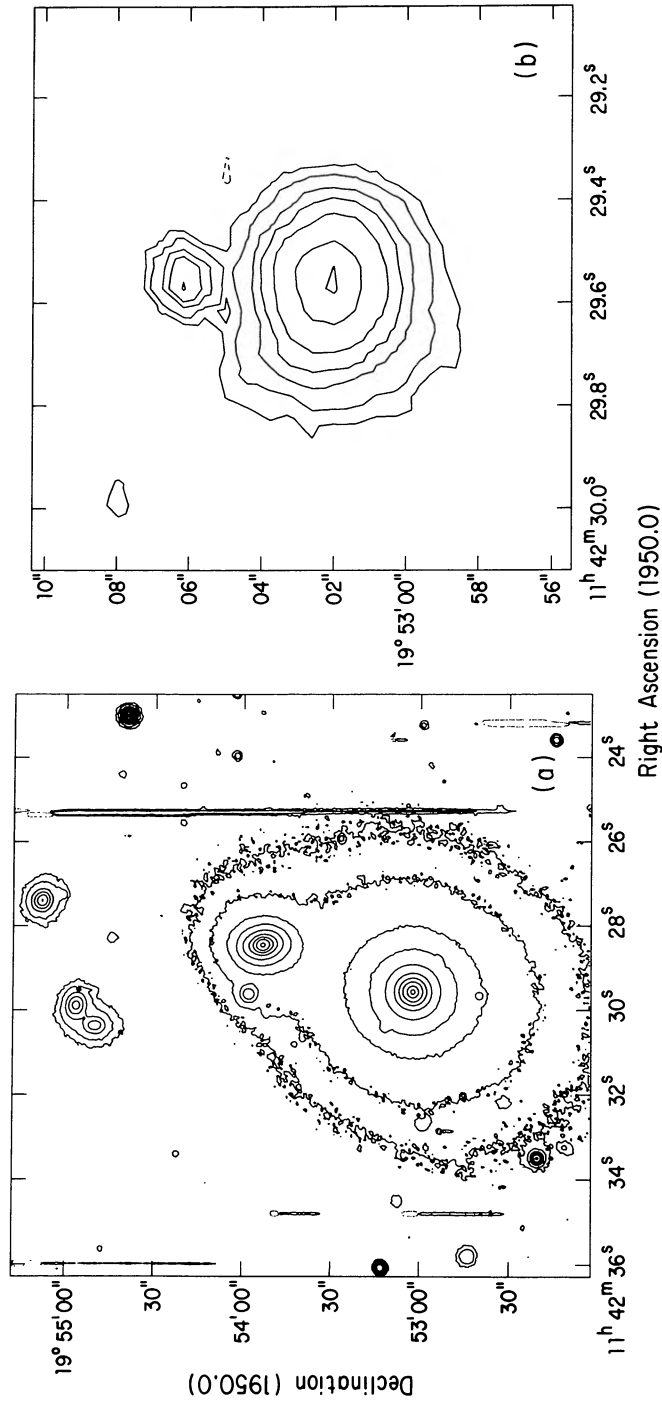 (a)
19° 55' 00"
30"
54' 00"
30"
53' 00"
30"
11ʰ 42ᵐ 36ˢ
34ˢ
32ˢ
30ˢ
28ˢ
26ˢ
24ˢ
Declination (1950.0)
(b)
10"
08"
06"
04"
02"
19° 53' 00"
58"
56"
11ʰ 42ᵐ 30.0ˢ
29.8ˢ
29.6ˢ
29.4ˢ
29.2ˢ
Right Ascension (1950.0)